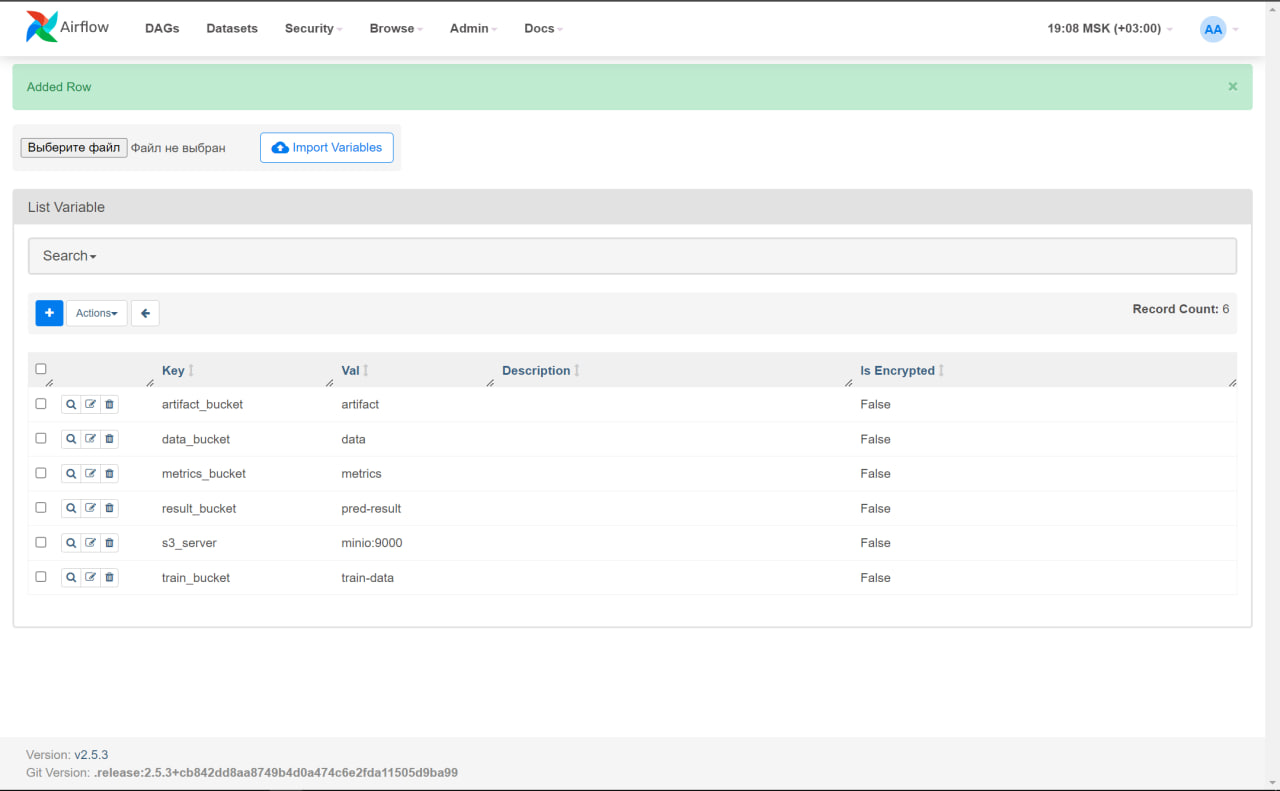 Airflow DAGs Datasets Security Browse Admin Docs 19:08 MSK (+03:00) AA
Added Row ×
Выберите файл Файл не выбран Import Variables
List Variable
Search
+ Actions Record Count: 6
Key Val Description Is Encrypted
artifact_bucket artifact False
data_bucket data False
metrics_bucket metrics False
result_bucket pred-result False
s3_server minio:9000 False
train_bucket train-data False
Version: v2.5.3
Git Version: .release:2.5.3+cb842dd8aa8749b4d0a474c6e2fda11505d9ba99